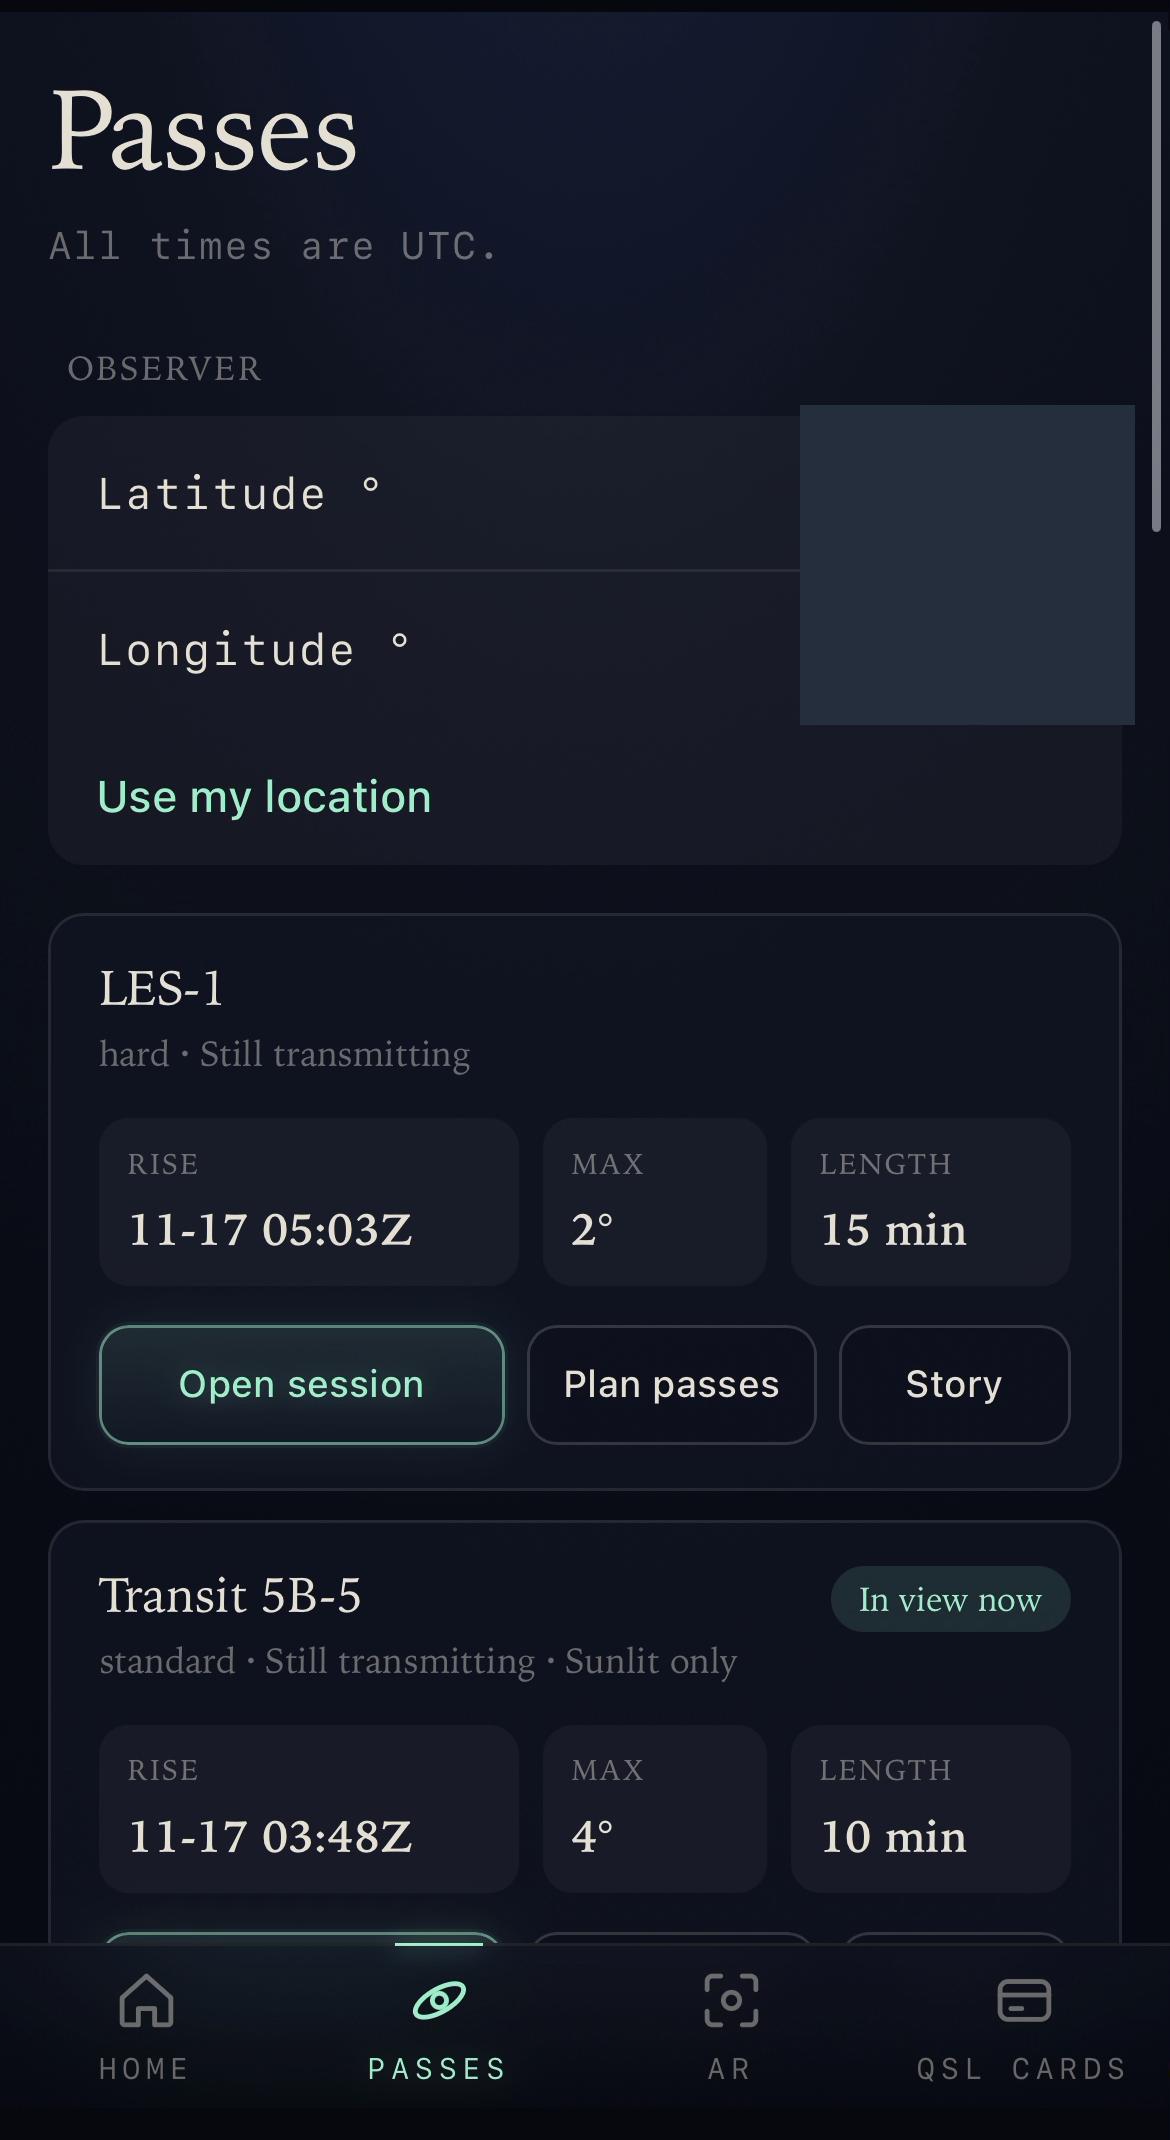 Passes
All times are UTC.
OBSERVER
Latitude °
Longitude °
Use my location
LES-1
hard · Still transmitting
RISE MAX LENGTH
11-17 05:03Z 2° 15 min
Open session Plan passes Story
Transit 5B-5 In view now
standard · Still transmitting · Sunlit only
RISE MAX LENGTH
11-17 03:48Z 4° 10 min
HOME PASSES AR QSL CARDS